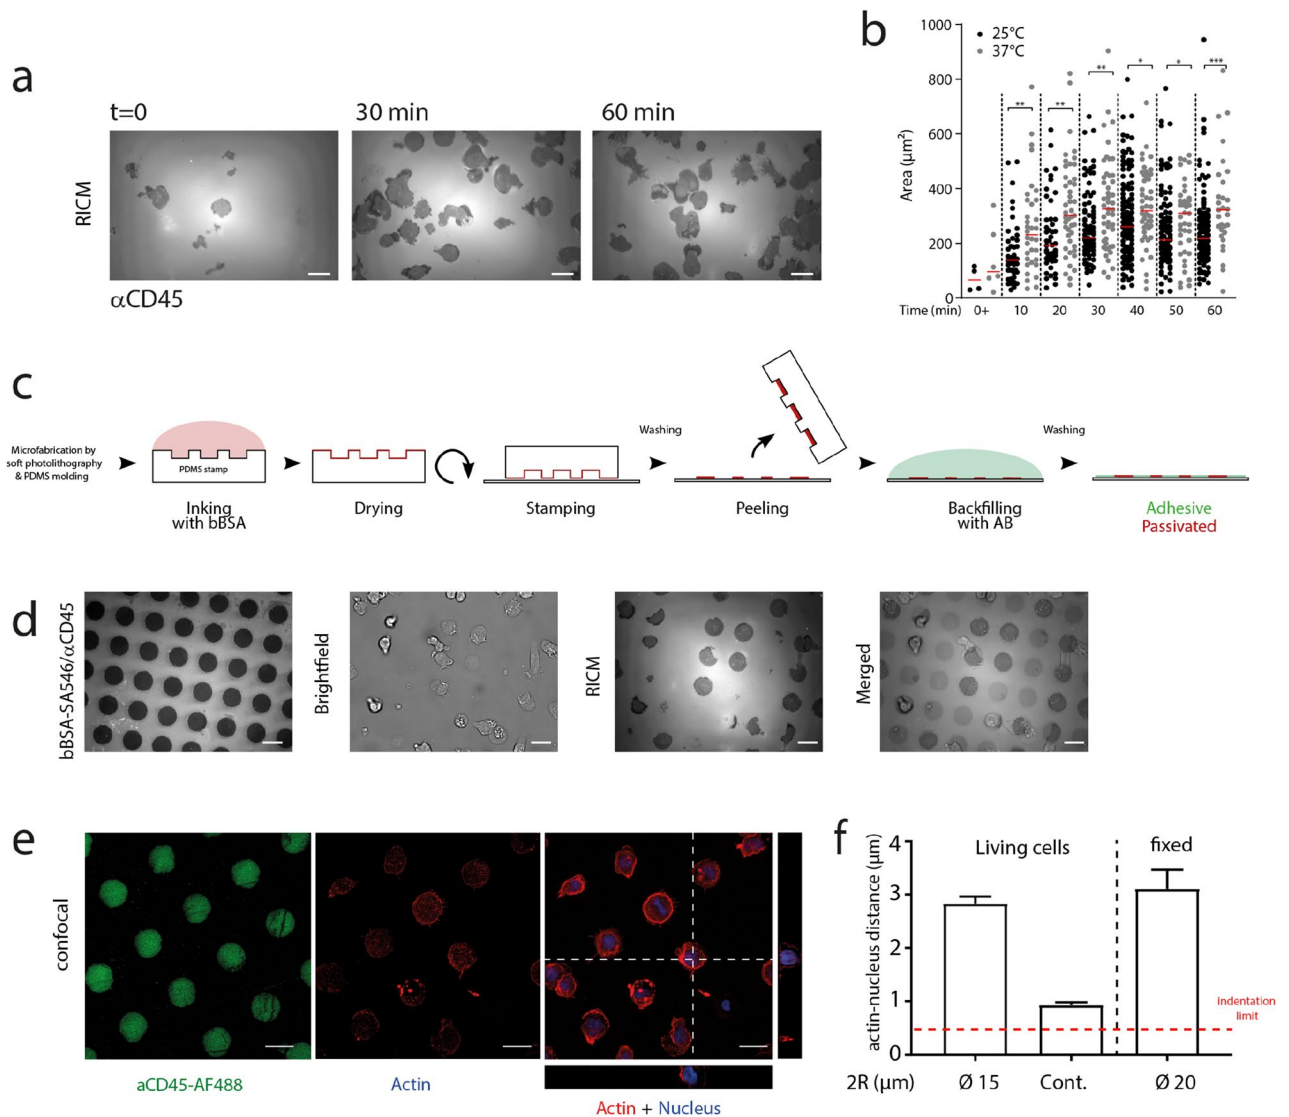 a
t=0
30 min
60 min
RICM
αCD45
b
25°C
37°C
Area (μm²)
1000
800
600
400
200
0
** ** ** * * ***
Time (min) 0+ 10 20 30 40 50 60
c
Microfabrication by
soft photolithography
& PDMS molding
PDMS stamp
Inking
with bBSA
Drying
Stamping
Washing
Peeling
Backfilling
with AB
Washing
Adhesive
Passivated
d
bBSA-SA546/αCD45
Brightfield
RICM
Merged
e
confocal
aCD45-AF488
Actin
Actin + Nucleus
f
actin-nucleus distance (μm)
4
3
2
1
0
Living cells
fixed
indentation
limit
2R (μm) Ø 15 Cont. Ø 20